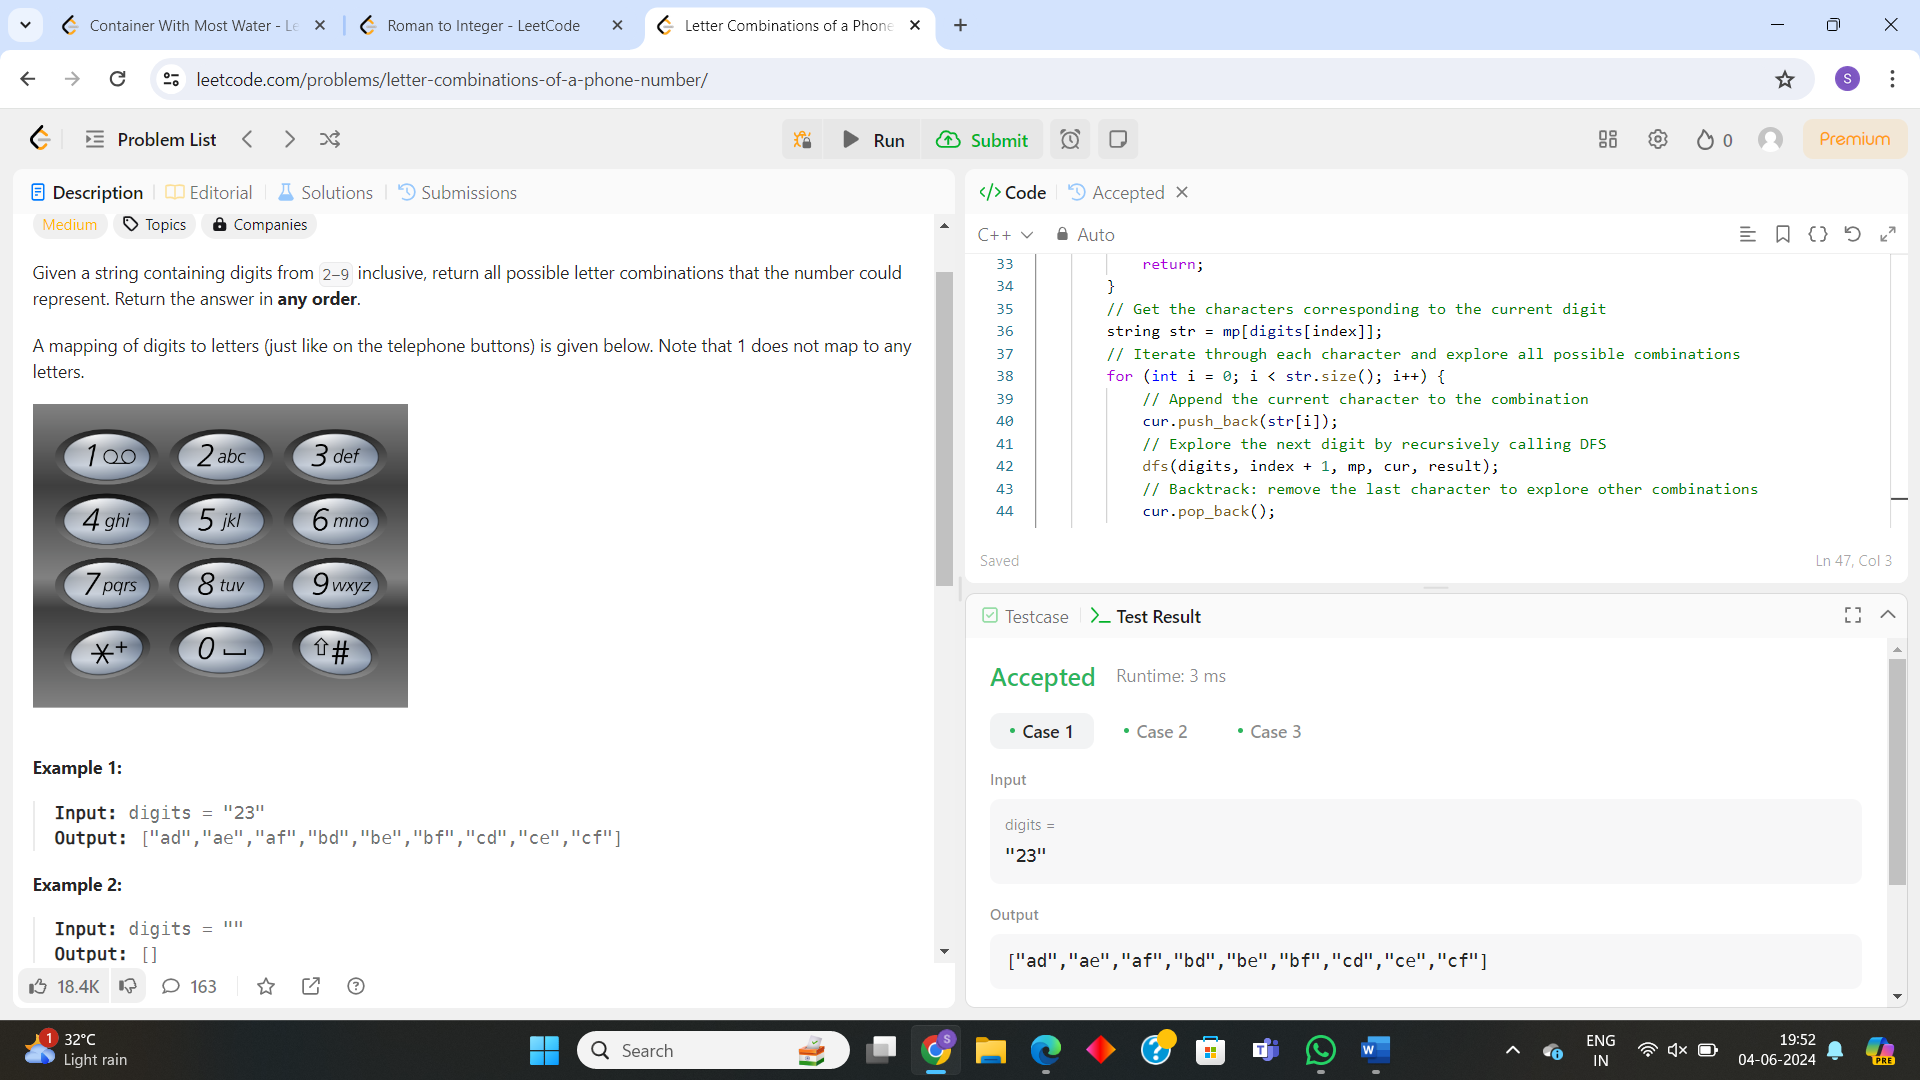 Container With Most Water - Le
Roman to Integer - LeetCode
Letter Combinations of a Phone
leetcode.com/problems/letter-combinations-of-a-phone-number/
S
Problem List
Run
Submit
0
Premium
Description
Editorial
Solutions
Submissions
Medium
Topics
Companies
Given a string containing digits from 2-9 inclusive, return all possible letter combinations that the number could
represent. Return the answer in any order.
A mapping of digits to letters (just like on the telephone buttons) is given below. Note that 1 does not map to any
letters.
1
2 abc
3 def
4 ghi
5 jkl
6 mno
7 pqrs
8 tuv
9 wxyz
*+
0
#
Example 1:
Input: digits = "23"
Output: ["ad","ae","af","bd","be","bf","cd","ce","cf"]
Example 2:
Input: digits = ""
Output: []
18.4K
163
</> Code
Accepted
C++
Auto
33 return;
34 }
35 // Get the characters corresponding to the current digit
36 string str = mp[digits[index]];
37 // Iterate through each character and explore all possible combinations
38 for (int i = 0; i < str.size(); i++) {
39 // Append the current character to the combination
40 cur.push_back(str[i]);
41 // Explore the next digit by recursively calling DFS
42 dfs(digits, index + 1, mp, cur, result);
43 // Backtrack: remove the last character to explore other combinations
44 cur.pop_back();
Saved
Ln 47, Col 3
Testcase
>_ Test Result
Accepted
Runtime: 3 ms
• Case 1
• Case 2
• Case 3
Input
digits =
"23"
Output
["ad","ae","af","bd","be","bf","cd","ce","cf"]
1
32°C
Light rain
Search
S
ENG
IN
19:52
04-06-2024
PRE